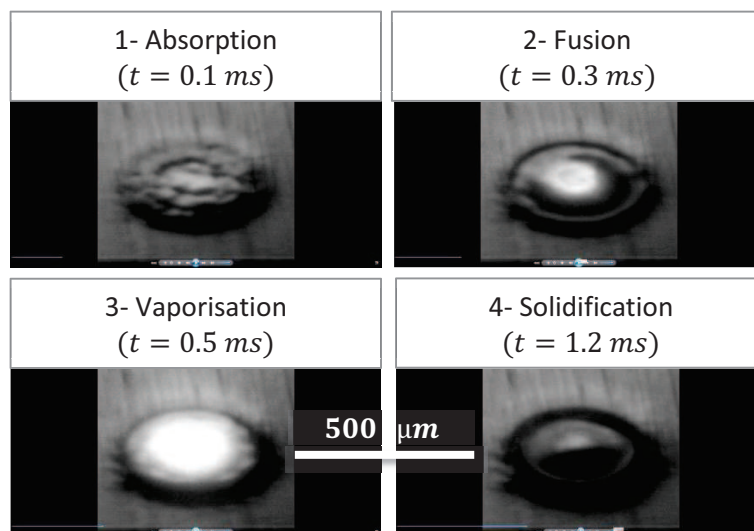 1- Absorption
(t = 0.1 ms)
2- Fusion
(t = 0.3 ms)
3- Vaporisation
(t = 0.5 ms)
4- Solidification
(t = 1.2 ms)
500 μm